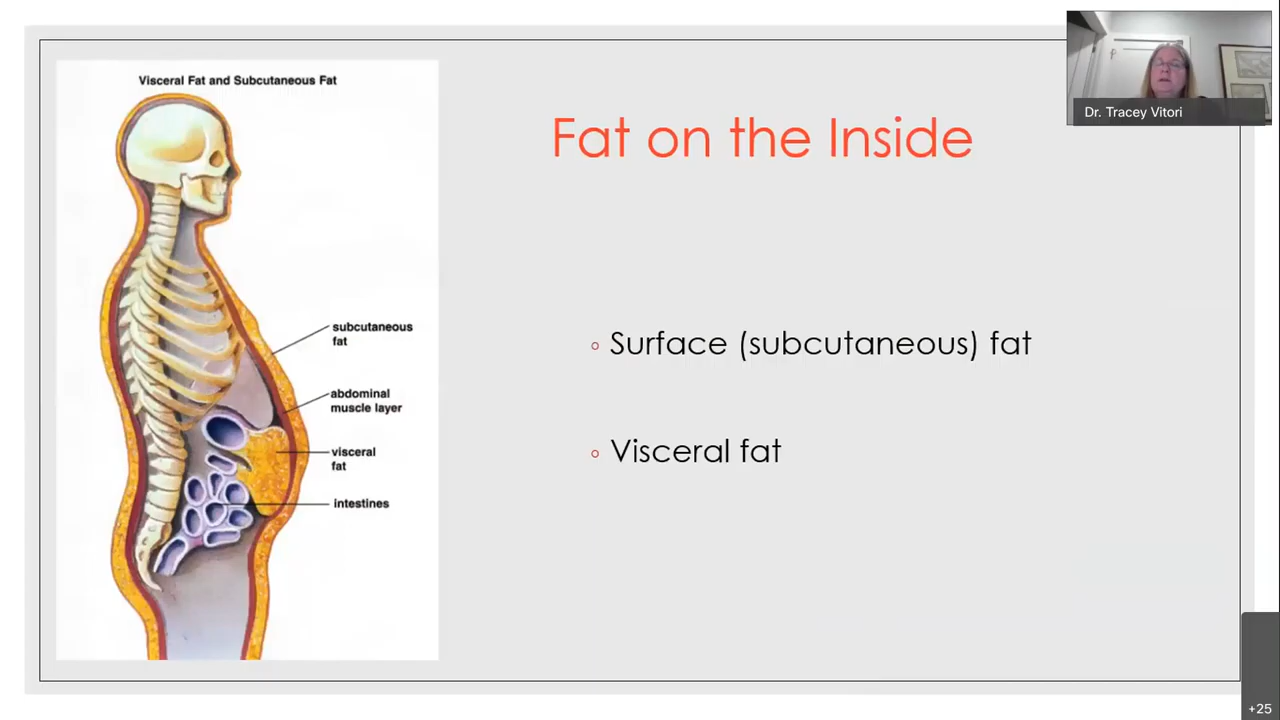 Visceral Fat and Subcutaneous Fat
subcutaneous
fat
abdominal
muscle layer
visceral
fat
intestines
Fat on the Inside
◦ Surface (subcutaneous) fat
◦ Visceral fat
Dr. Tracey Vitori
+25